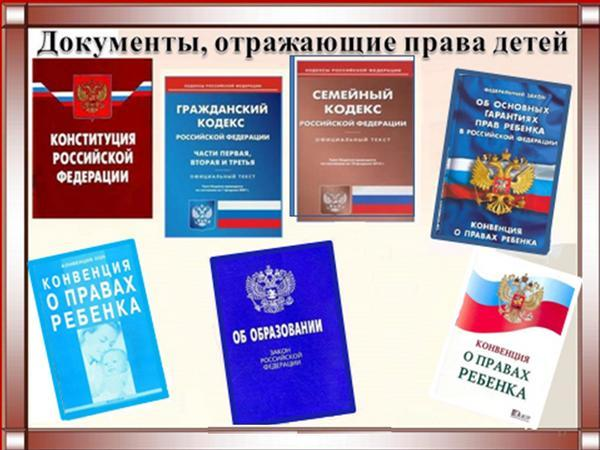 Документы, отражающие права детей
КОНСТИТУЦИЯ
РОССИЙСКОЙ
ФЕДЕРАЦИИ
КОДЕКСЫ РОССИЙСКОЙ ФЕДЕРАЦИИ
ГРАЖДАНСКИЙ
КОДЕКС
РОССИЙСКОЙ ФЕДЕРАЦИИ
ЧАСТИ ПЕРВАЯ,
ВТОРАЯ И ТРЕТЬЯ
ОФИЦИАЛЬНЫЙ ТЕКСТ
КОДЕКСЫ РОССИЙСКОЙ ФЕДЕРАЦИИ
СЕМЕЙНЫЙ
КОДЕКС
РОССИЙСКОЙ ФЕДЕРАЦИИ
ОФИЦИАЛЬНЫЙ ТЕКСТ
ФЕДЕРАЛЬНЫЙ ЗАКОН
ОБ ОСНОВНЫХ
ГАРАНТИЯХ
ПРАВ РЕБЕНКА
В РОССИЙСКОЙ ФЕДЕРАЦИИ
КОНВЕНЦИЯ
О ПРАВАХ РЕБЕНКА
КОНВЕНЦИЯ ООН
КОНВЕНЦИЯ
О ПРАВАХ
РЕБЕНКА
ОБ ОБРАЗОВАНИИ
ЗАКОН
РОССИЙСКОЙ
ФЕДЕРАЦИИ
КОНВЕНЦИЯ
О ПРАВАХ
РЕБЕНКА